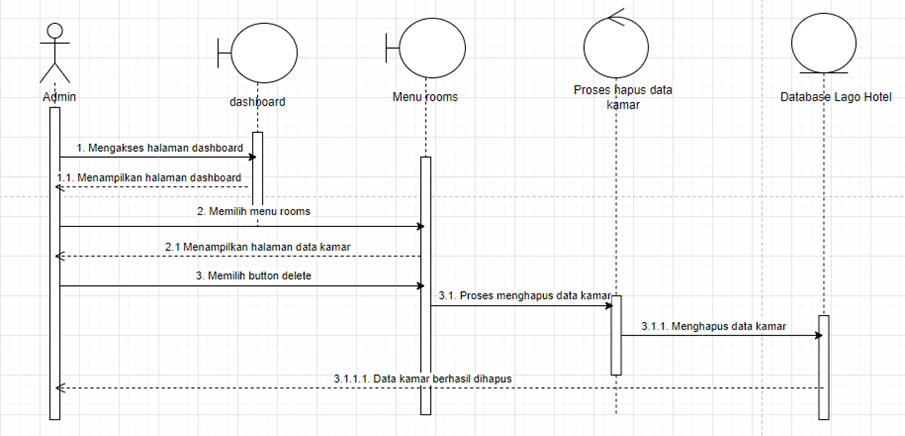 Admin
dashboard
Menu rooms
Proses hapus data
kamar
Database Lago Hotel
1. Mengakses halaman dashboard
1.1. Menampilkan halaman dashboard
2. Memilih menu rooms
2.1 Menampilkan halaman data kamar
3. Memilih button delete
3.1. Proses menghapus data kamar
3.1.1. Menghapus data kamar
3.1.1.1. Data kamar berhasil dihapus